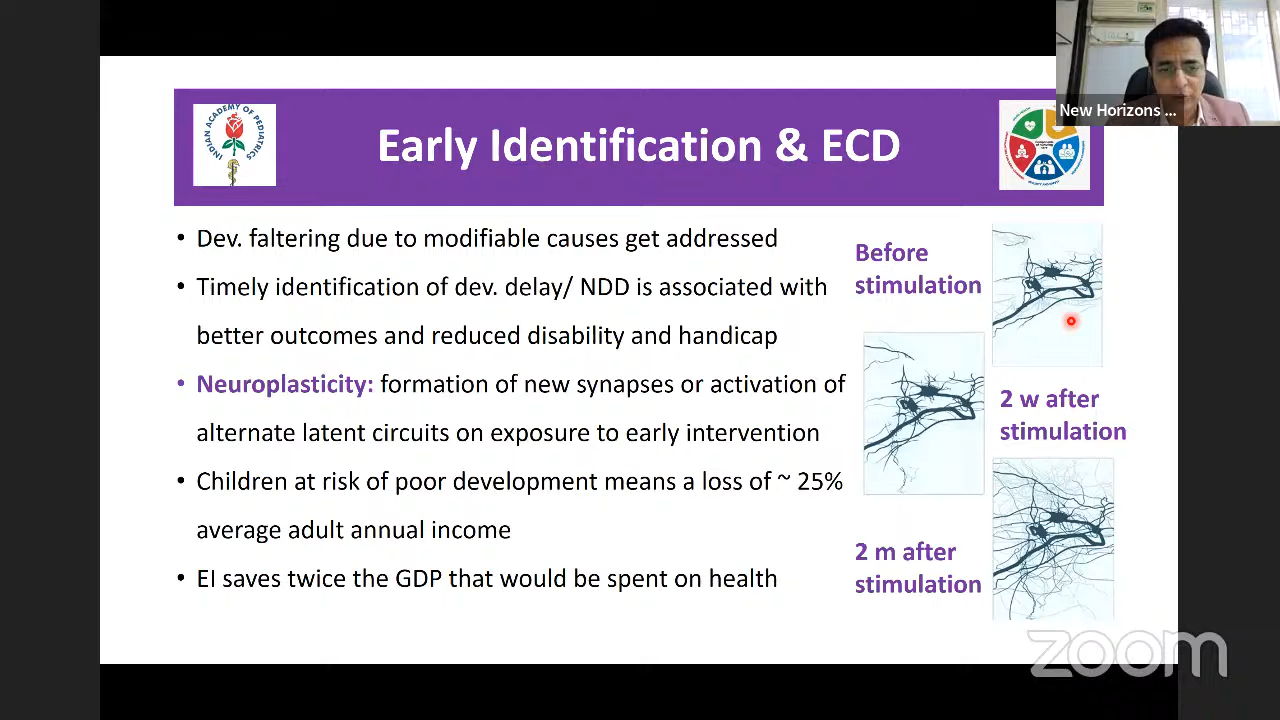 New Horizons ...
INDIAN ACADEMY OF PEDIATRICS
Early Identification & ECD
• Dev. faltering due to modifiable causes get addressed
• Timely identification of dev. delay/ NDD is associated with
better outcomes and reduced disability and handicap
• Neuroplasticity: formation of new synapses or activation of
alternate latent circuits on exposure to early intervention
• Children at risk of poor development means a loss of ~ 25%
average adult annual income
• EI saves twice the GDP that would be spent on health
Before
stimulation
2 w after
stimulation
2 m after
stimulation
zoom